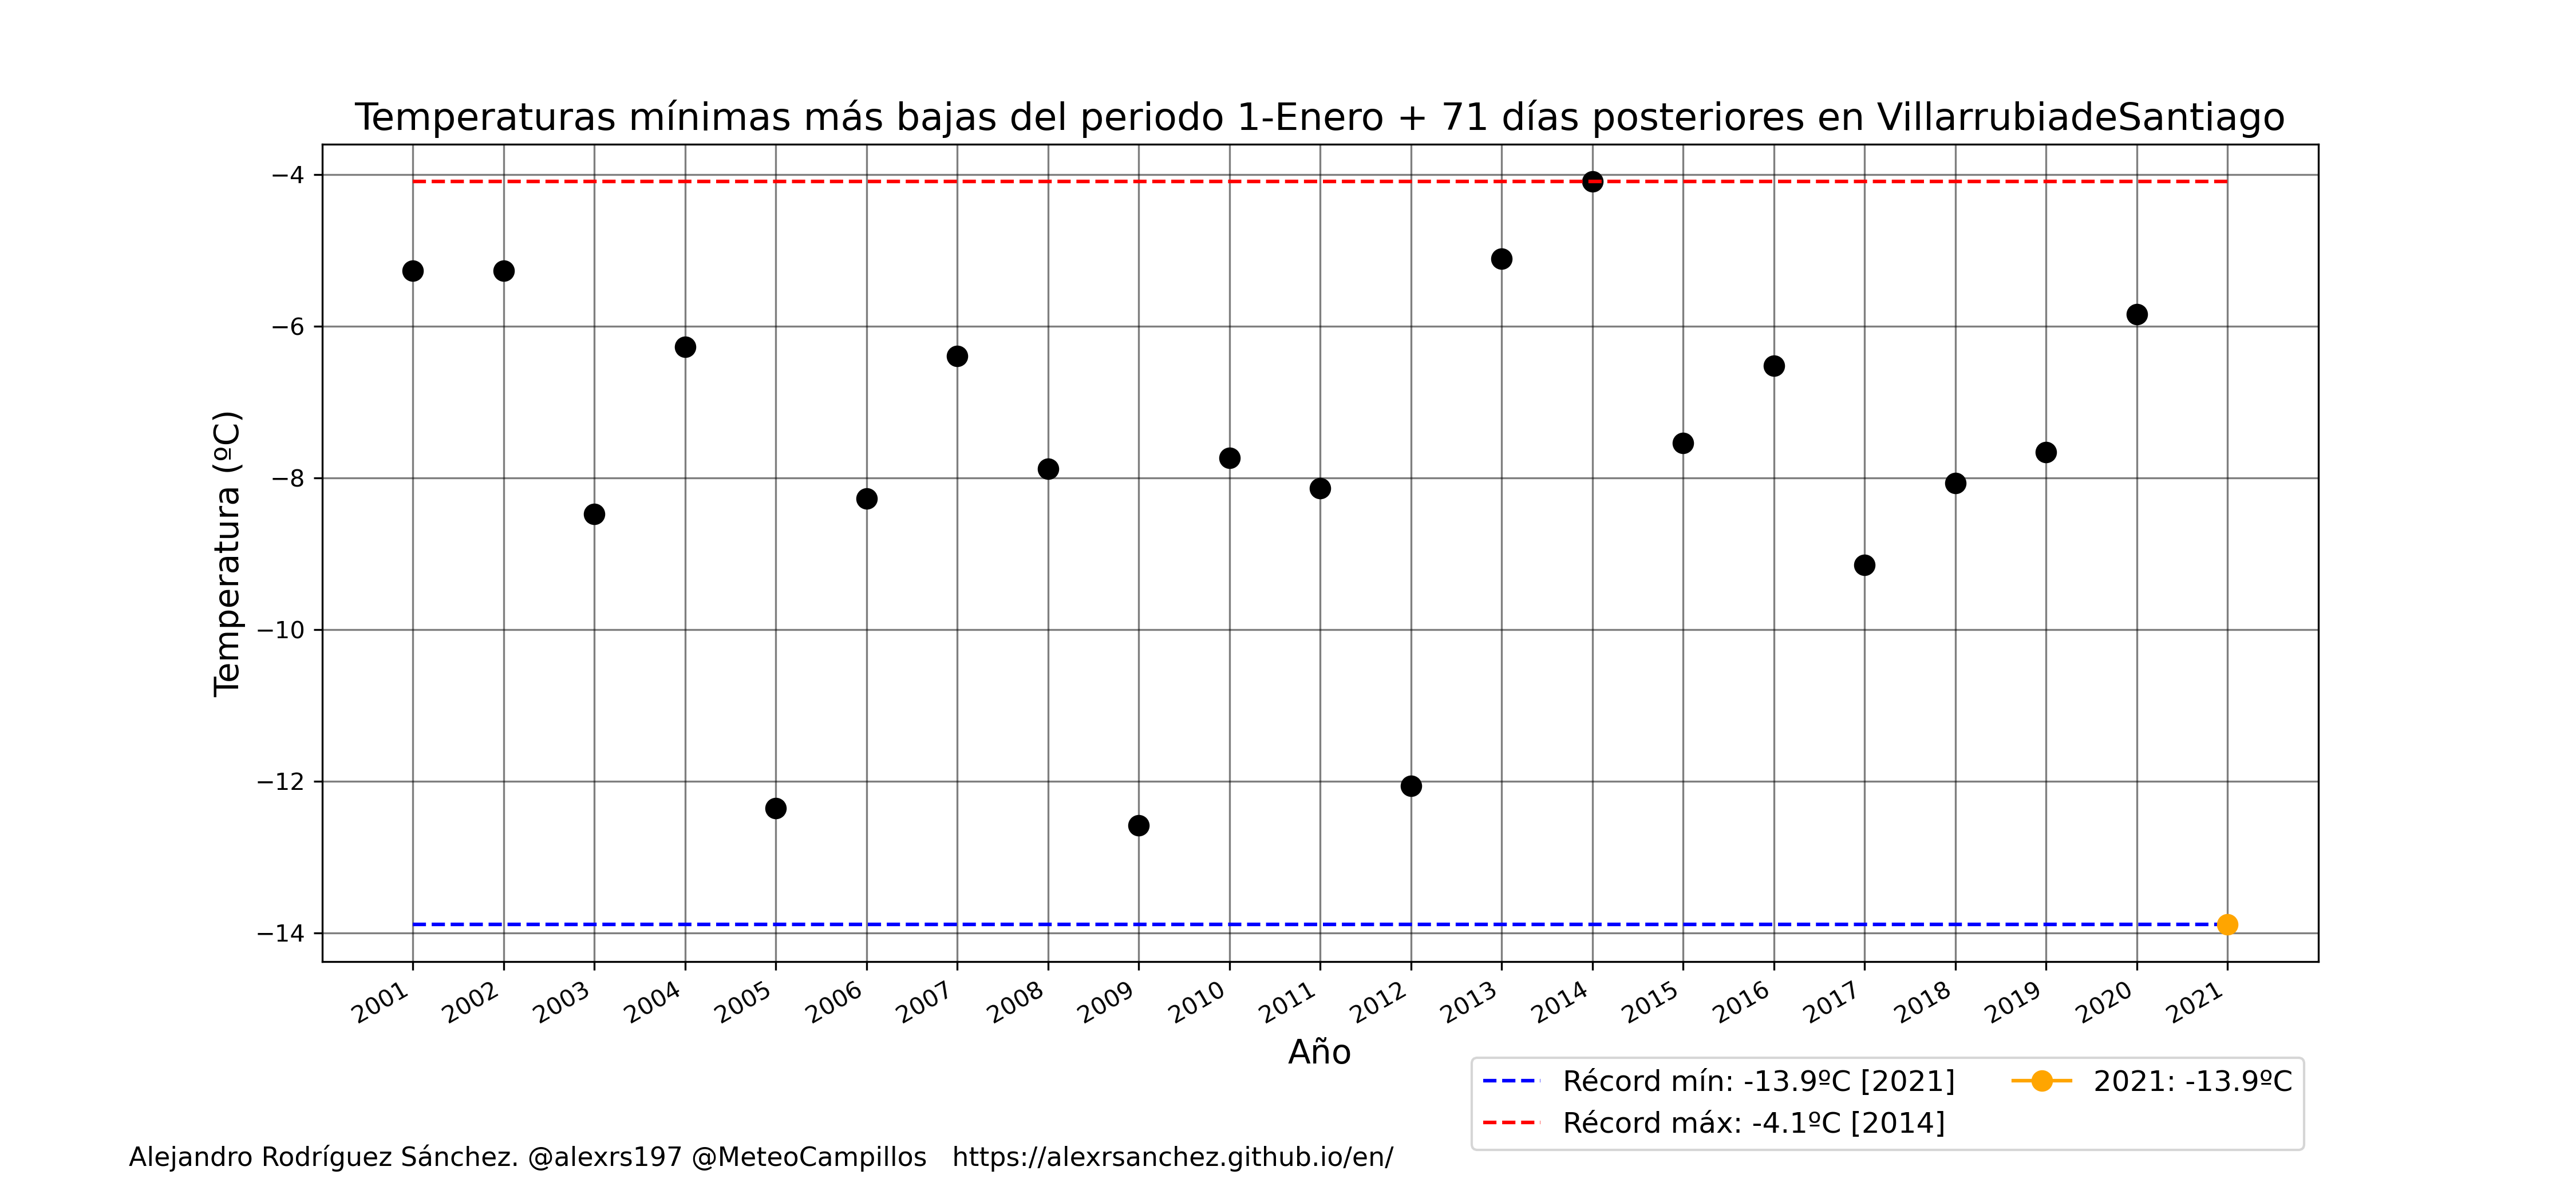 Temperaturas mínimas más bajas del periodo 1-Enero + 71 días posteriores en VillarrubiadeSantiago
Temperatura (ºC)
−4
−6
−8
−10
−12
−14
2001 2002 2003 2004 2005 2006 2007 2008 2009 2010 2011 2012 2013 2014 2015 2016 2017 2018 2019 2020 2021
Año
Récord mín: -13.9ºC [2021]
Récord máx: -4.1ºC [2014]
2021: -13.9ºC
Alejandro Rodríguez Sánchez. @alexrs197 @MeteoCampillos https://alexrsanchez.github.io/en/